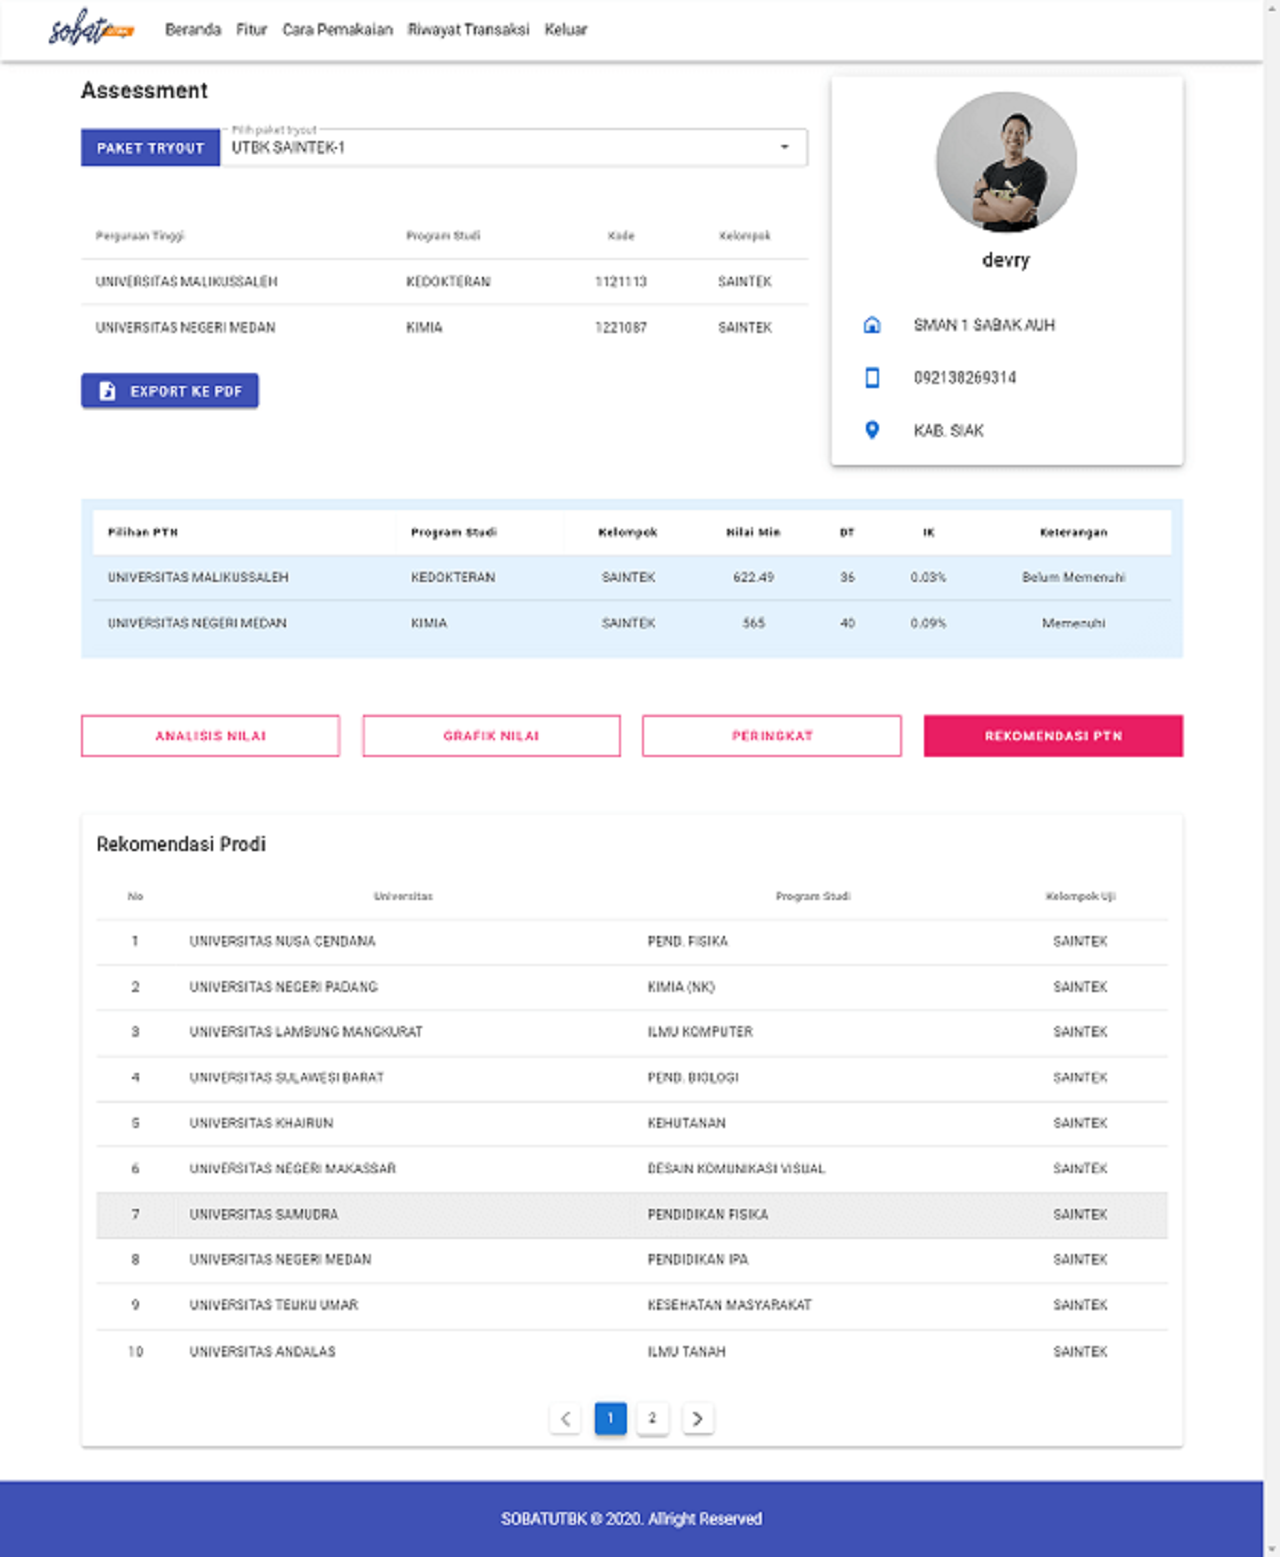 sobat UTBK
Beranda Fitur Cara Pemakaian Riwayat Transaksi Keluar
Assessment
PAKET TRYOUT
Pilih paket tryout
UTBK SAINTEK-1
Perguruan Tinggi Program Studi Kode Kelompok
UNIVERSITAS MALIKUSSALEH KEDOKTERAN 1121113 SAINTEK
UNIVERSITAS NEGERI MEDAN KIMIA 1221087 SAINTEK
EXPORT KE PDF
devry
SMAN 1 SABAK AUH
092138269314
KAB. SIAK
Pilihan PTN Program Studi Kelompok Nilai Min DT IK Keterangan
UNIVERSITAS MALIKUSSALEH KEDOKTERAN SAINTEK 622.49 36 0.03% Belum Memenuhi
UNIVERSITAS NEGERI MEDAN KIMIA SAINTEK 565 40 0.09% Memenuhi
ANALISIS NILAI GRAFIK NILAI PERINGKAT REKOMENDASI PTN
Rekomendasi Prodi
No Universitas Program Studi Kelompok Uji
1 UNIVERSITAS NUSA CENDANA PEND. FISIKA SAINTEK
2 UNIVERSITAS NEGERI PADANG KIMIA (NK) SAINTEK
3 UNIVERSITAS LAMBUNG MANGKURAT ILMU KOMPUTER SAINTEK
4 UNIVERSITAS SULAWESI BARAT PEND. BIOLOGI SAINTEK
5 UNIVERSITAS KHAIRUN KEHUTANAN SAINTEK
6 UNIVERSITAS NEGERI MAKASSAR DESAIN KOMUNIKASI VISUAL SAINTEK
7 UNIVERSITAS SAMUDRA PENDIDIKAN FISIKA SAINTEK
8 UNIVERSITAS NEGERI MEDAN PENDIDIKAN IPA SAINTEK
9 UNIVERSITAS TEUKU UMAR KESEHATAN MASYARAKAT SAINTEK
10 UNIVERSITAS ANDALAS ILMU TANAH SAINTEK
1 2
SOBATUTBK © 2020. Allright Reserved